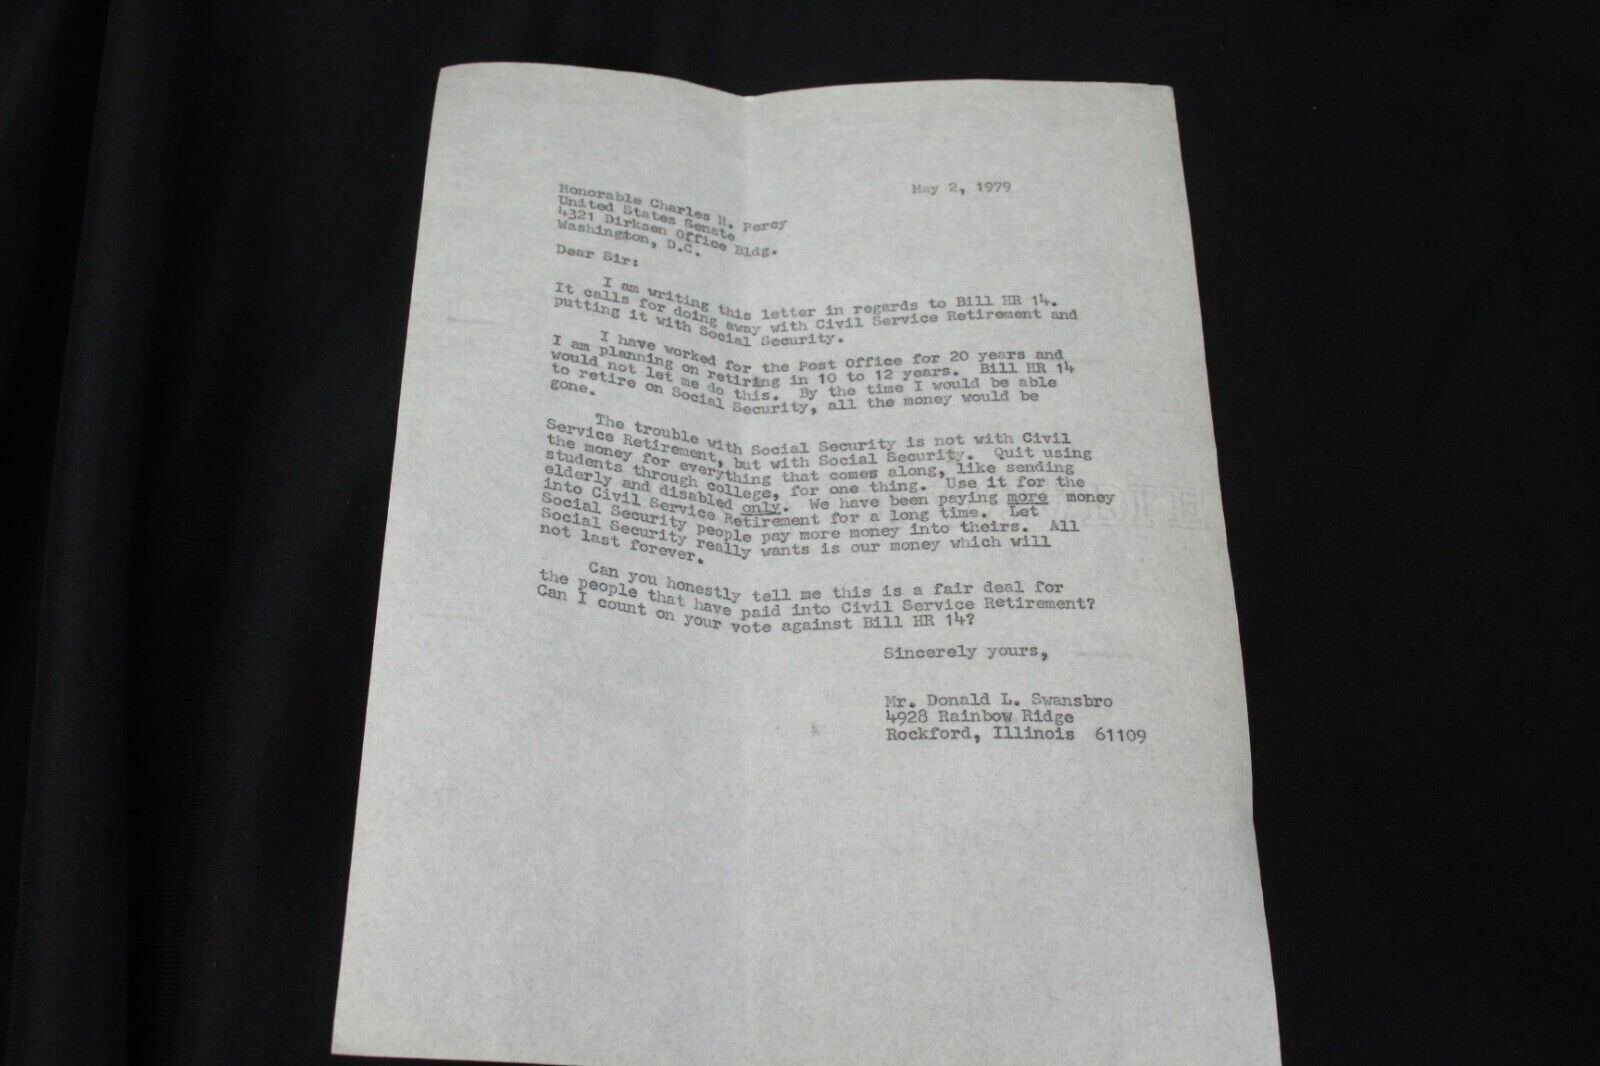 May 2, 1979
Honorable Charles H. Percy
United States Senate
4321 Dirksen Office Bldg.
Washington, D.C.
Dear Sir:
I am writing this letter in regards to Bill HR 14.
It calls for doing away with Civil Service Retirement and
putting it with Social Security.
I have worked for the Post Office for 20 years and
I am planning on retiring in 10 to 12 years. Bill HR 14
would not let me do this. By the time I would be able
to retire on Social Security, all the money would be
gone.
The trouble with Social Security is not with Civil
Service Retirement, but with Social Security. Quit using
the money for everything that comes along, like sending
students through college, for one thing. Use it for the
elderly and disabled only. We have been paying more money
into Civil Service Retirement for a long time. Let
Social Security people pay more money into theirs. All
Social Security really wants is our money which will
not last forever.
Can you honestly tell me this is a fair deal for
the people that have paid into Civil Service Retirement?
Can I count on your vote against Bill HR 14?
Sincerely yours,
Mr. Donald L. Swansbro
4928 Rainbow Ridge
Rockford, Illinois 61109